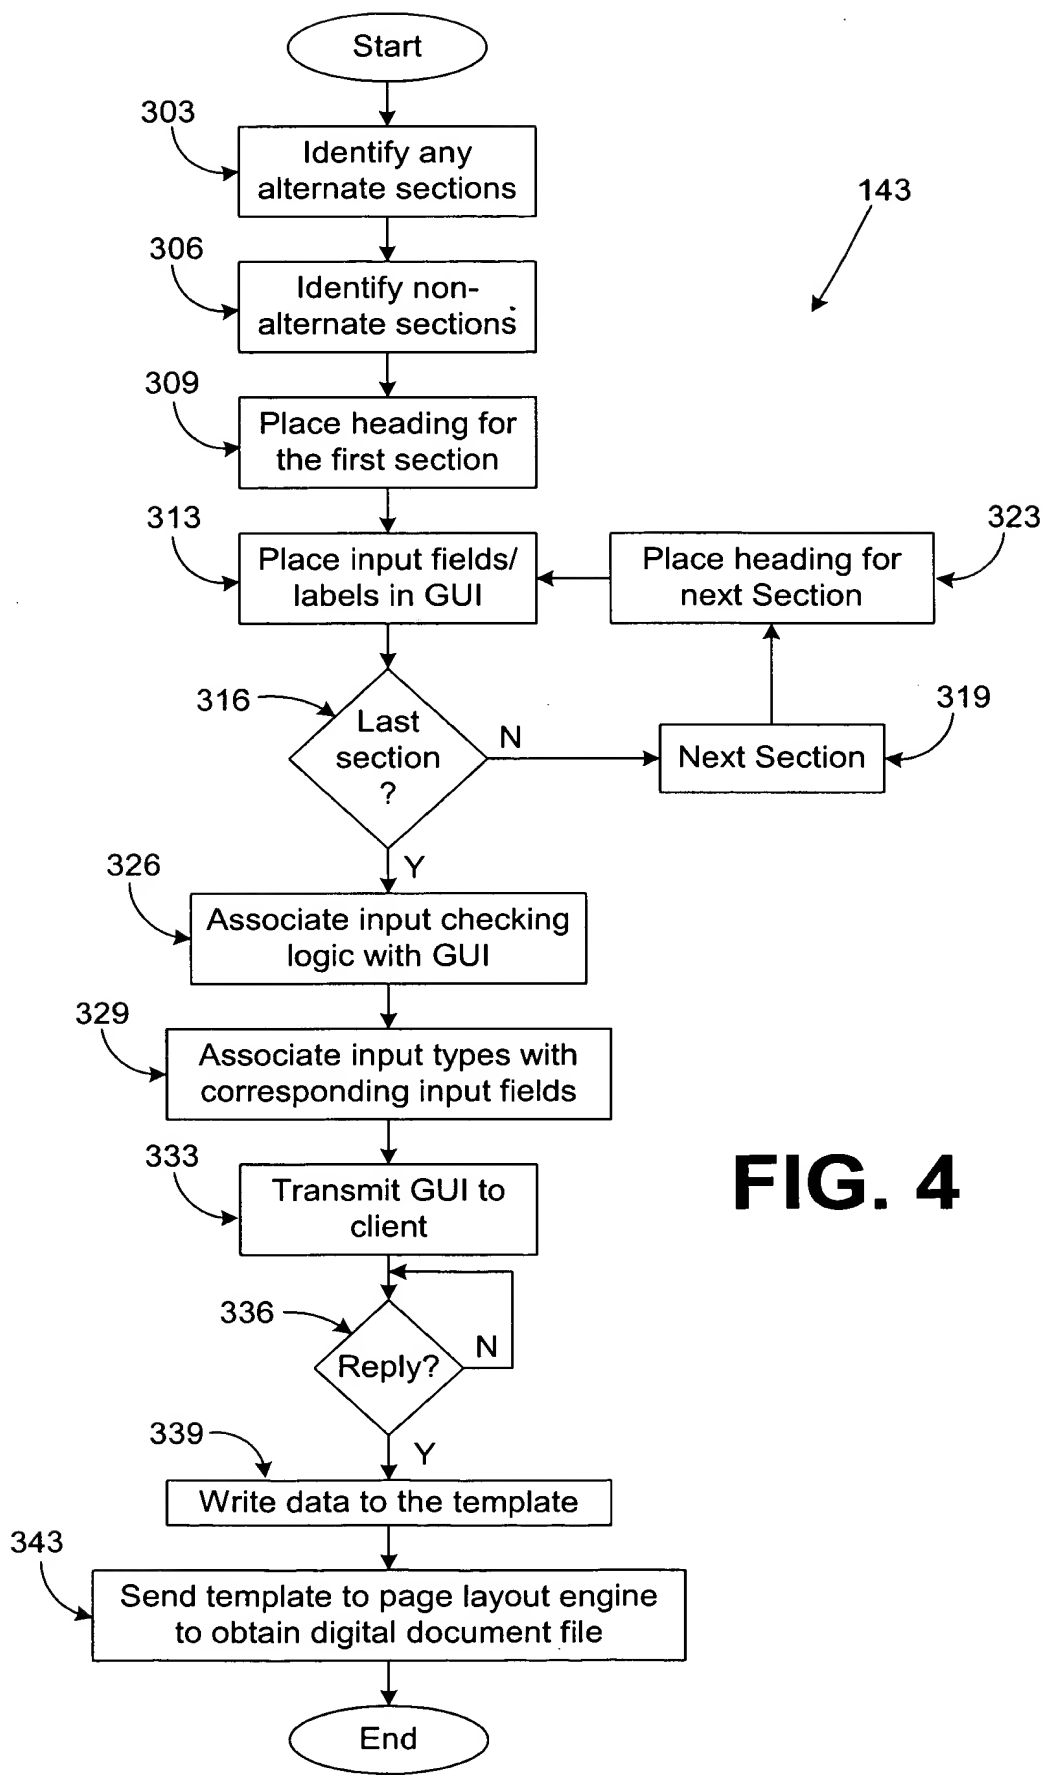 Start
303
Identify any
alternate sections
143
306
Identify non-
alternate sections
309
Place heading for
the first section
313
Place input fields/
labels in GUI
323
Place heading for
next Section
316
Last
section
?
N
319
Next Section
Y
326
Associate input checking
logic with GUI
329
Associate input types with
corresponding input fields
333
Transmit GUI to
client
FIG. 4
336
Reply?
N
Y
339
Write data to the template
343
Send template to page layout engine
to obtain digital document file
End